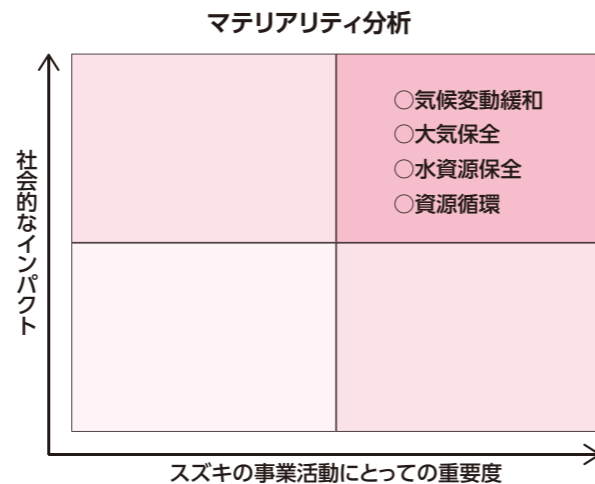 マテリアリティ分析
社会的なインパクト
○気候変動緩和
○大気保全
○水資源保全
○資源循環
スズキの事業活動にとっての重要度